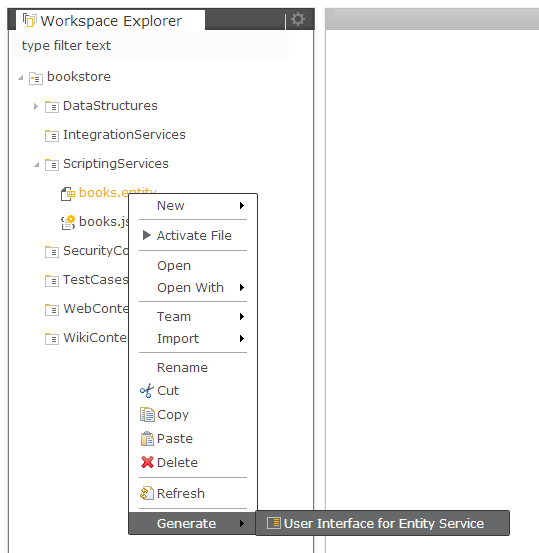 Workspace Explorer
type filter text
bookstore
DataStructures
IntegrationServices
ScriptingServices
books.entity
books.js
SecurityCo
TestCases
WebConte
WikiConte
New
Activate File
Open
Open With
Team
Import
Rename
Cut
Copy
Paste
Delete
Refresh
Generate
User Interface for Entity Service